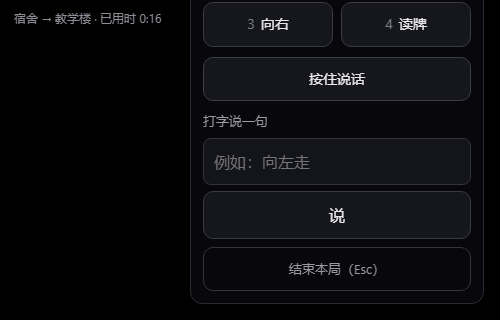 宿舍 → 教学楼 · 已用时 0:16
3 向右
4 读牌
按住说话
打字说一句
例如：向左走
说
结束本局（Esc）